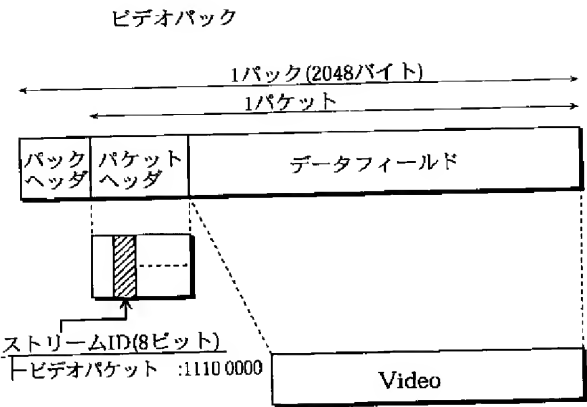 ビデオパック
1パック(2048バイト)
1パケット
パック
ヘッダ
パケット
ヘッダ
データフィールド
ストリームID(8ビット)
ビデオパケット :1110 0000
Video